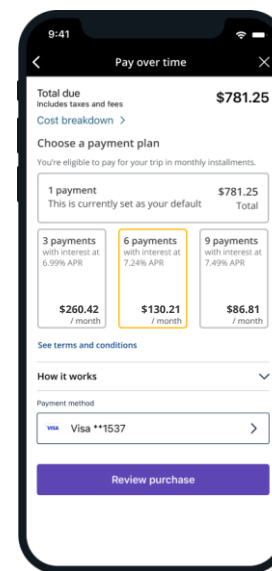 9:41
Pay over time
Total due
Includes taxes and fees
$781.25
Cost breakdown >
Choose a payment plan
You're eligible to pay for your trip in monthly installments.
1 payment
$781.25
This is currently set as your default
Total
3 payments
with interest at
6.99% APR
$260.42
/ month
6 payments
with interest at
7.24% APR
$130.21
/ month
9 payments
with interest at
7.49% APR
$86.81
/ month
See terms and conditions
How it works
Payment method
VISA Visa **1537
Review purchase